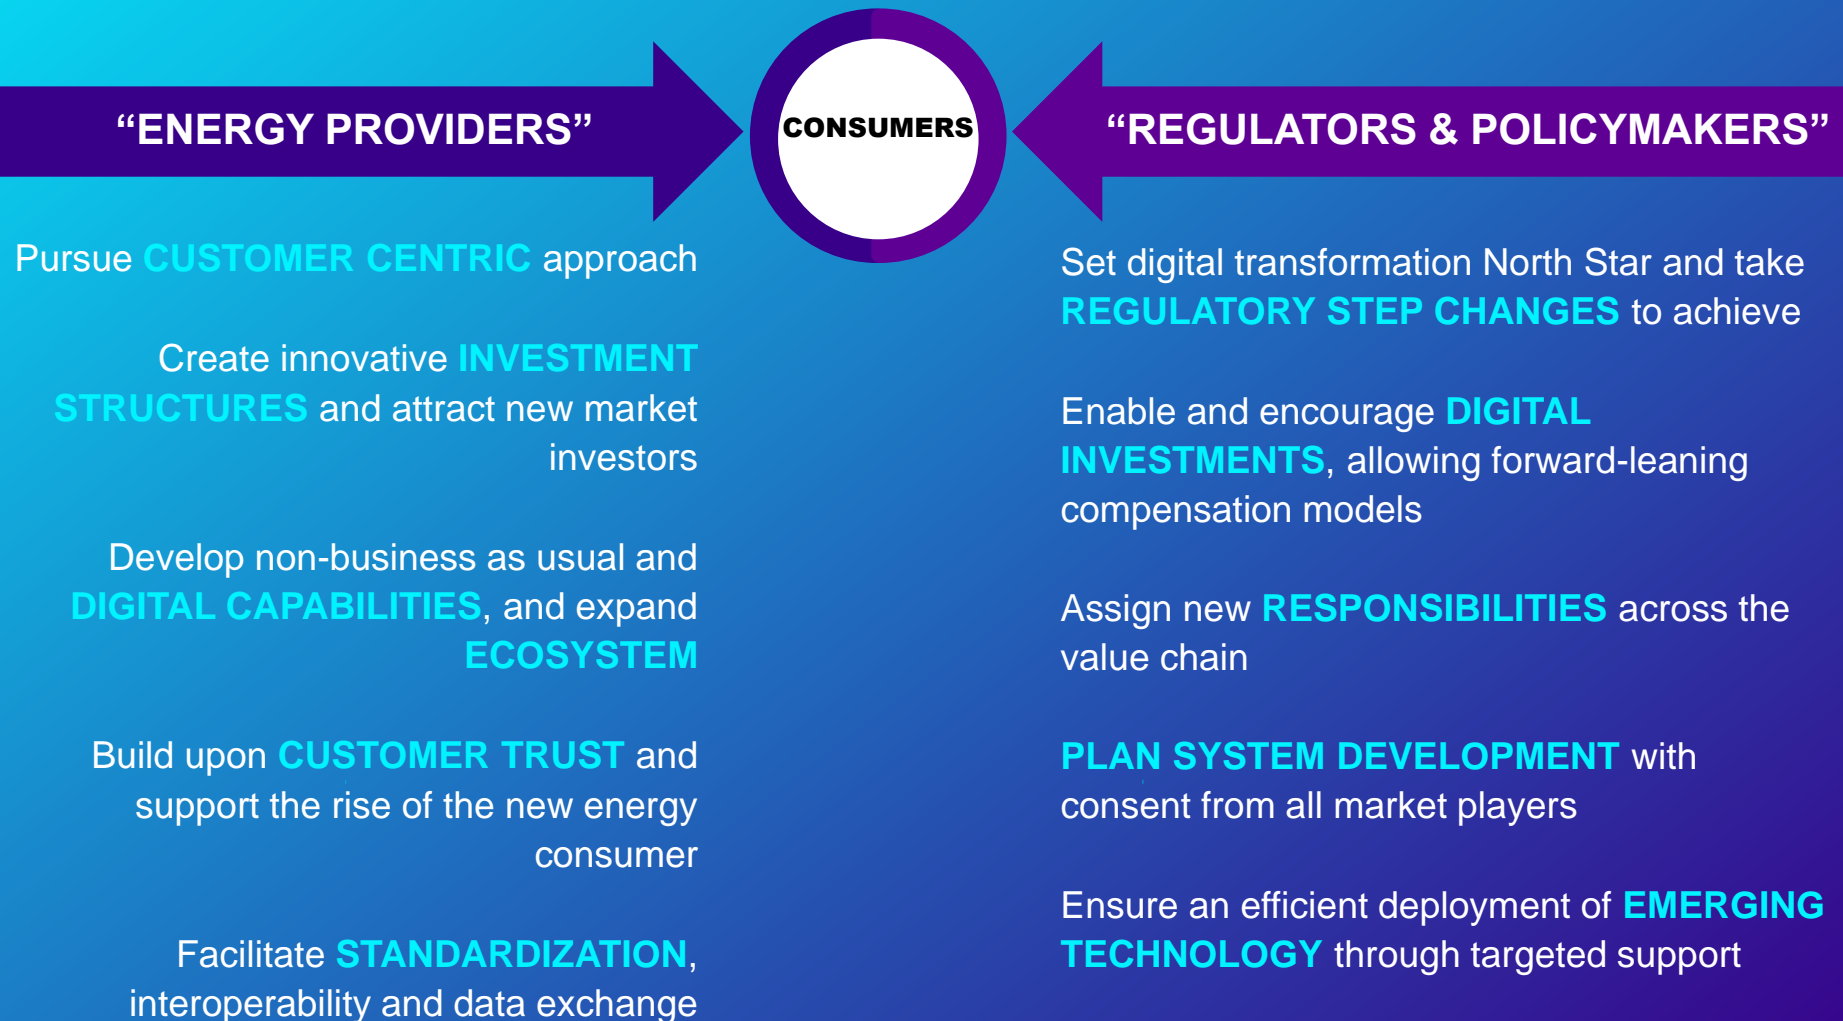 “ENERGY PROVIDERS”
CONSUMERS
“REGULATORS & POLICYMAKERS”
Pursue CUSTOMER CENTRIC approach
Create innovative INVESTMENT
STRUCTURES and attract new market
investors
Develop non-business as usual and
DIGITAL CAPABILITIES, and expand
ECOSYSTEM
Build upon CUSTOMER TRUST and
support the rise of the new energy
consumer
Facilitate STANDARDIZATION,
interoperability and data exchange
Set digital transformation North Star and take
REGULATORY STEP CHANGES to achieve
Enable and encourage DIGITAL
INVESTMENTS, allowing forward-leaning
compensation models
Assign new RESPONSIBILITIES across the
value chain
PLAN SYSTEM DEVELOPMENT with
consent from all market players
Ensure an efficient deployment of EMERGING
TECHNOLOGY through targeted support